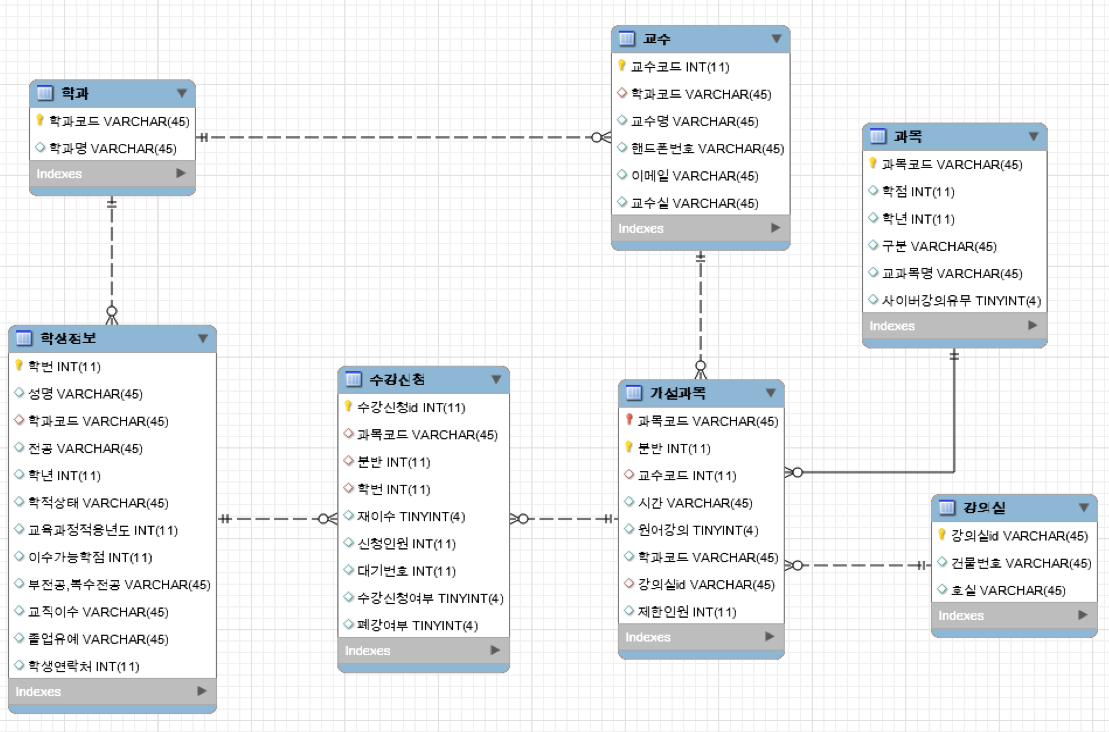 학과
학과코드 VARCHAR(45)
학과명 VARCHAR(45)
Indexes
교수
교수코드 INT(11)
학과코드 VARCHAR(45)
교수명 VARCHAR(45)
핸드폰번호 VARCHAR(45)
이메일 VARCHAR(45)
교수실 VARCHAR(45)
Indexes
과목
과목코드 VARCHAR(45)
학점 INT(11)
학년 INT(11)
구분 VARCHAR(45)
교과목명 VARCHAR(45)
사이버강의유무 TINYINT(4)
Indexes
학생정보
학번 INT(11)
성명 VARCHAR(45)
학과코드 VARCHAR(45)
전공 VARCHAR(45)
학년 INT(11)
학적상태 VARCHAR(45)
교육과정적용년도 INT(11)
이수가능학점 INT(11)
부전공,복수전공 VARCHAR(45)
교직이수 VARCHAR(45)
졸업유예 VARCHAR(45)
학생연락처 INT(11)
Indexes
수강신청
수강신청id INT(11)
과목코드 VARCHAR(45)
분반 INT(11)
학번 INT(11)
재이수 TINYINT(4)
신청인원 INT(11)
대기번호 INT(11)
수강신청여부 TINYINT(4)
폐강여부 TINYINT(4)
Indexes
개설과목
과목코드 VARCHAR(45)
분반 INT(11)
교수코드 INT(11)
시간 VARCHAR(45)
원어강의 TINYINT(4)
학과코드 VARCHAR(45)
강의실id VARCHAR(45)
제한인원 INT(11)
Indexes
강의실
강의실id VARCHAR(45)
건물번호 VARCHAR(45)
호실 VARCHAR(45)
Indexes